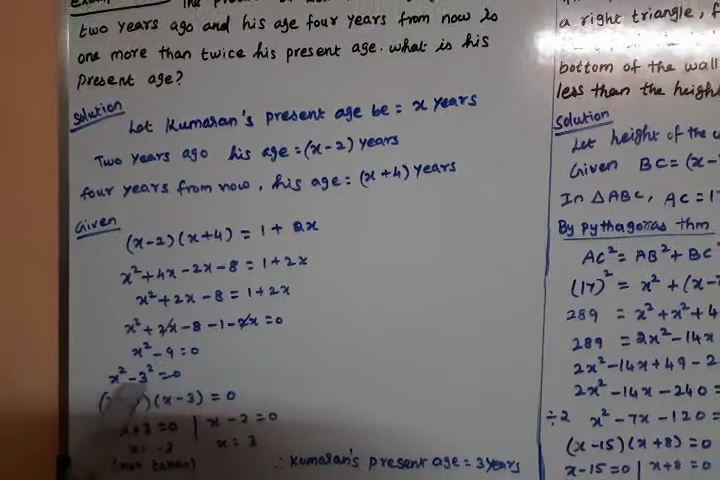 two years ago and his age four years from now is
one more than twice his present age. what is his
Present age?
Solution
Let Kumaran's present age be = x years
Two years ago his age = (x-2) years
four years from now, his age = (x+4) years
Given
(x-2) (x+4) = 1 + 2x
x²+4x-2x-8 = 1+2x
x²+2x-8 = 1+2x
x²+2x-8-1-2x=0
x²-9=0
x²-3²=0
)(x-3) = 0
x+3=0 | x-3=0
x=-3 x=3
(not taken)
∴ Kumaran's present age = 3 years
a right triangle,
bottom of the wall
less than the heigh
Solution
Let height of the
Given BC = (x-
In △ABC, AC = 1
By pythagoras thm
AC² = AB² + BC
(17)² = x² + (x-
289 = x²+x²+4
289 = 2x²-14x
2x²-14x+49-2
2x²-14x-240=
÷2 x²-7x-120=
(x-15)(x+8)=0
x-15=0 | x+8=0